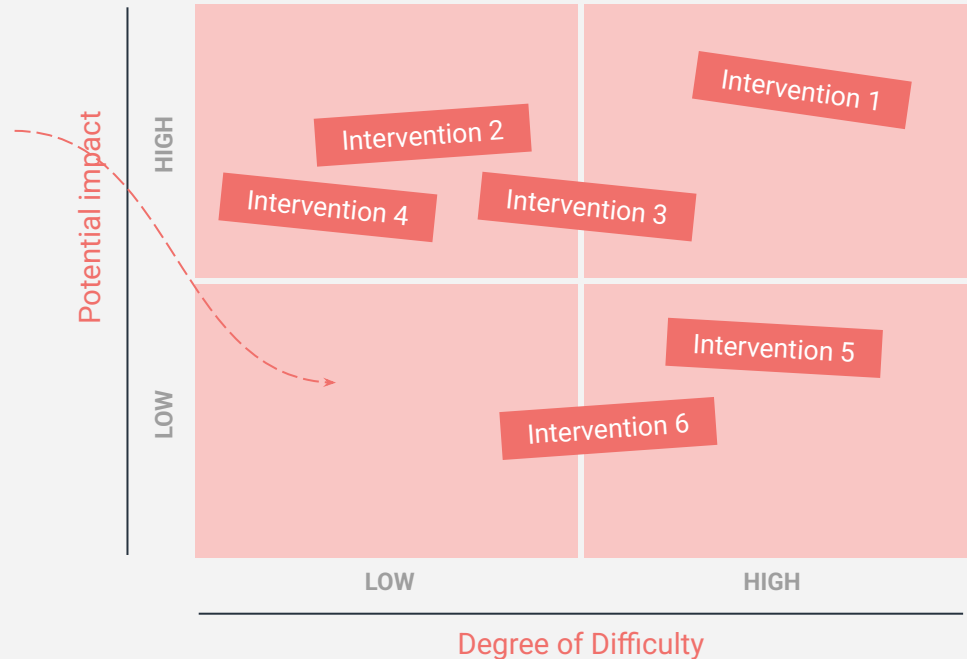 Potential impact
HIGH
LOW
Intervention 1
Intervention 2
Intervention 4
Intervention 3
Intervention 5
Intervention 6
LOW
HIGH
Degree of Difficulty